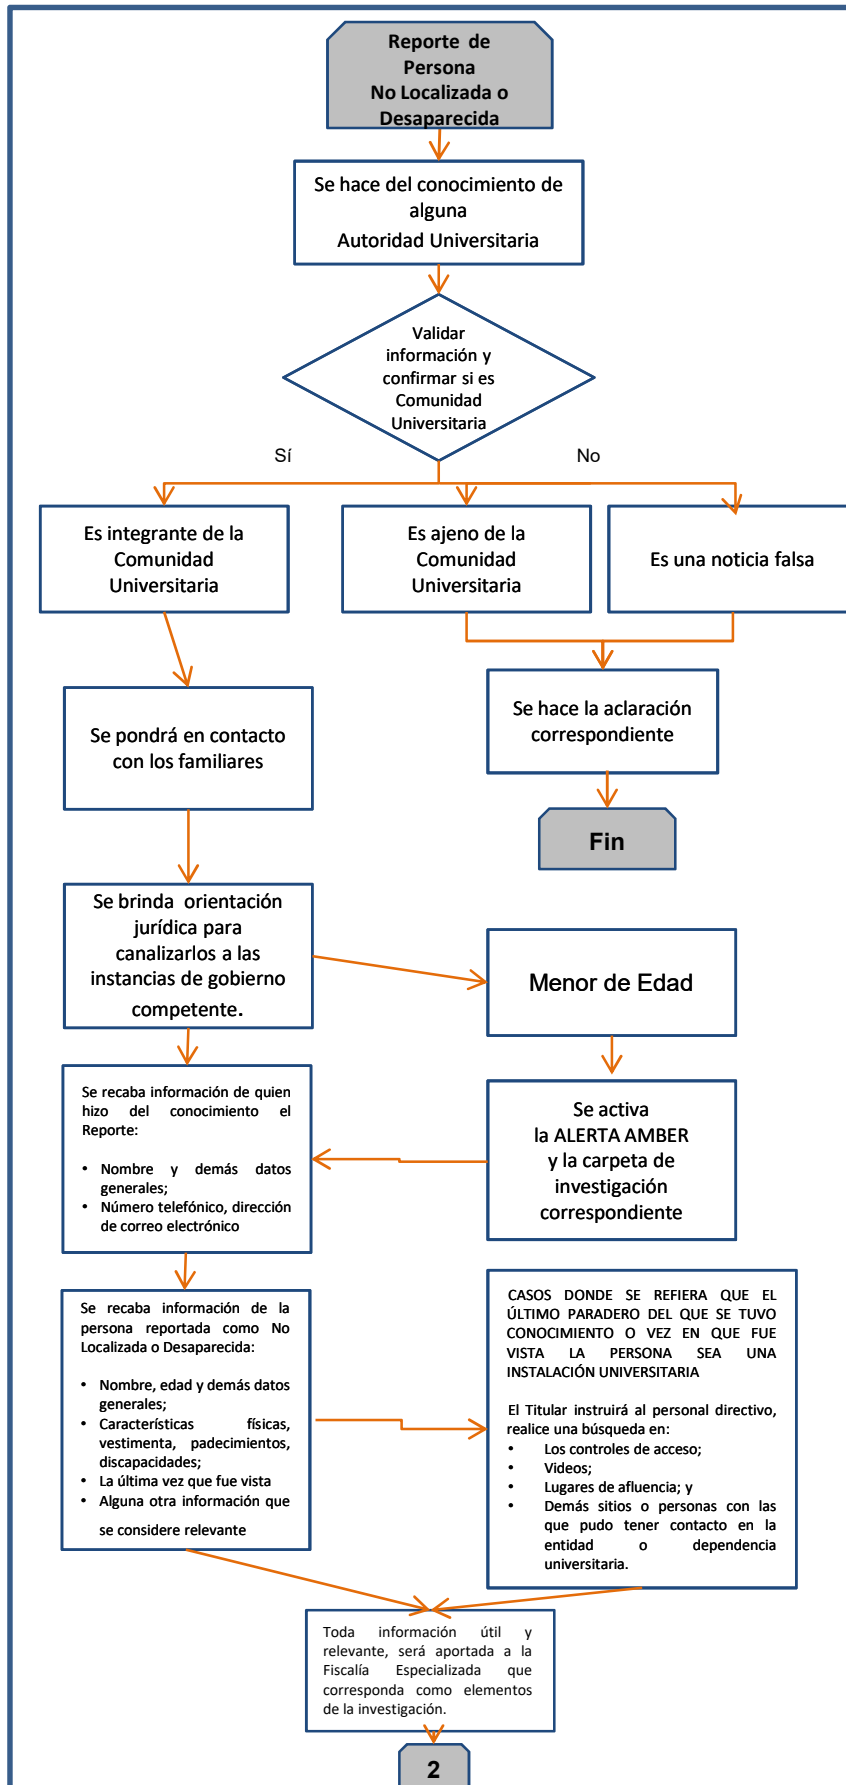 Reporte de
Persona
No Localizada o
Desaparecida
Se hace del conocimiento de
alguna
Autoridad Universitaria
Validar
información y
confirmar si es
Comunidad
Universitaria
Sí
No
Es integrante de la
Comunidad
Universitaria
Es ajeno de la
Comunidad
Universitaria
Es una noticia falsa
Se pondrá en contacto
con los familiares
Se hace la aclaración
correspondiente
Fin
Se brinda orientación
jurídica para
canalizarlos a las
instancias de gobierno
competente.
Menor de Edad
Se activa
la ALERTA AMBER
y la carpeta de
investigación
correspondiente
Se recaba información de quien
hizo del conocimiento el
Reporte:
• Nombre y demás datos
generales;
• Número telefónico, dirección
de correo electrónico
Se recaba información de la
persona reportada como No
Localizada o Desaparecida:
• Nombre, edad y demás datos
generales;
• Características físicas,
vestimenta, padecimientos,
discapacidades;
• La última vez que fue vista
• Alguna otra información que
se considere relevante
CASOS DONDE SE REFIERA QUE EL
ÚLTIMO PARADERO DEL QUE SE TUVO
CONOCIMIENTO O VEZ EN QUE FUE
VISTA LA PERSONA SEA UNA
INSTALACIÓN UNIVERSITARIA
El Titular instruirá al personal directivo,
realice una búsqueda en:
• Los controles de acceso;
• Videos;
• Lugares de afluencia; y
• Demás sitios o personas con las
que pudo tener contacto en la
entidad o dependencia
universitaria.
Toda información útil y
relevante, será aportada a la
Fiscalía Especializada que
corresponda como elementos
de la investigación.
2